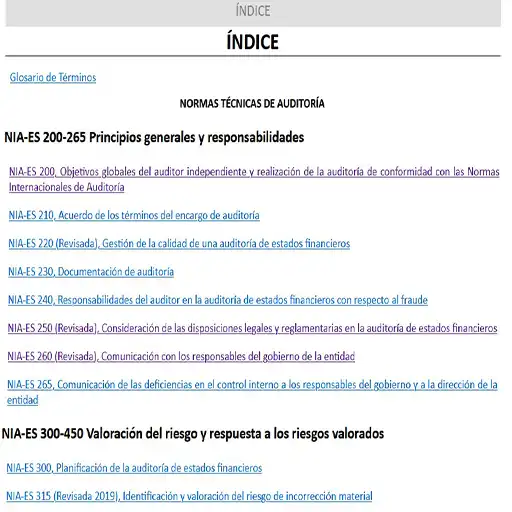 ÍNDICE
ÍNDICE
Glosario de Términos
NORMAS TÉCNICAS DE AUDITORÍA
NIA-ES 200-265 Principios generales y responsabilidades
NIA-ES 200, Objetivos globales del auditor independiente y realización de la auditoría de conformidad con las Normas
Internacionales de Auditoría
NIA-ES 210, Acuerdo de los términos del encargo de auditoría
NIA-ES 220 (Revisada), Gestión de la calidad de una auditoría de estados financieros
NIA-ES 230, Documentación de auditoría
NIA-ES 240, Responsabilidades del auditor en la auditoría de estados financieros con respecto al fraude
NIA-ES 250 (Revisada), Consideración de las disposiciones legales y reglamentarias en la auditoría de estados financieros
NIA-ES 260 (Revisada), Comunicación con los responsables del gobierno de la entidad
NIA-ES 265, Comunicación de las deficiencias en el control interno a los responsables del gobierno y a la dirección de la
entidad
NIA-ES 300-450 Valoración del riesgo y respuesta a los riesgos valorados
NIA-ES 300, Planificación de la auditoría de estados financieros
NIA-ES 315 (Revisada 2019), Identificación y valoración del riesgo de incorrección material